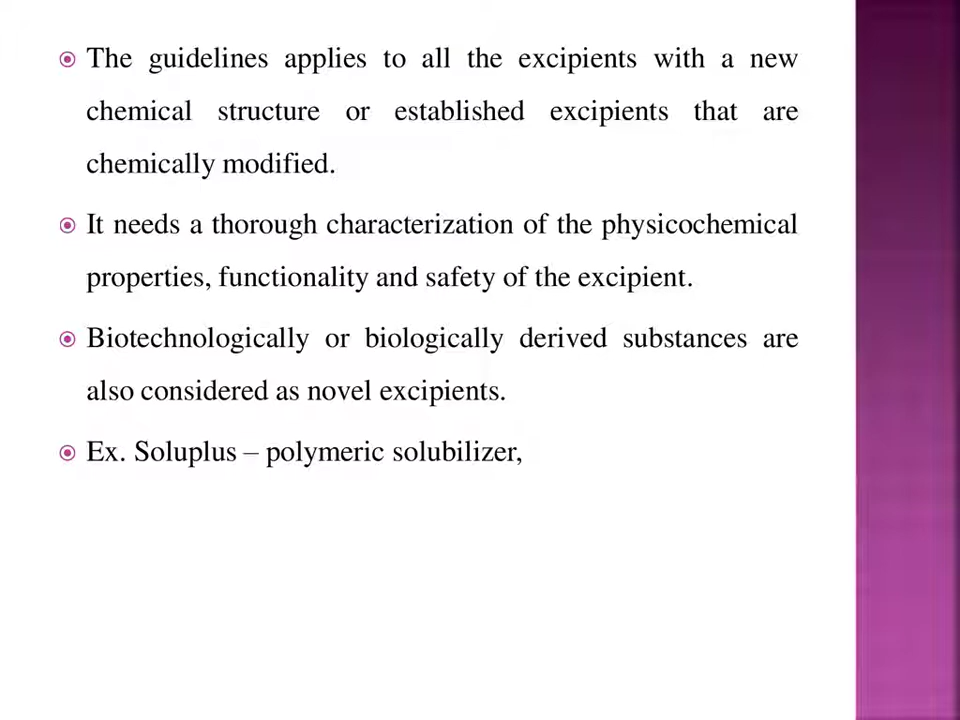 The guidelines applies to all the excipients with a new
chemical structure or established excipients that are
chemically modified.
It needs a thorough characterization of the physicochemical
properties, functionality and safety of the excipient.
Biotechnologically or biologically derived substances are
also considered as novel excipients.
Ex. Soluplus – polymeric solubilizer,